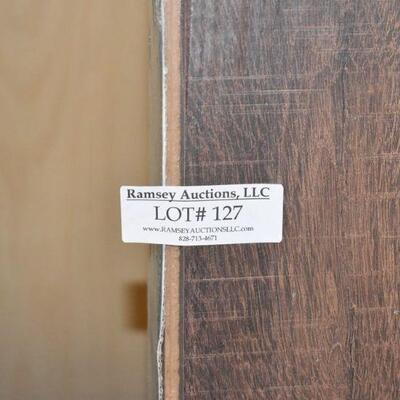 Ramsey Auctions, LLC
LOT# 127
www.RAMSEYAUCTIONSLLC.com
828-713-4671